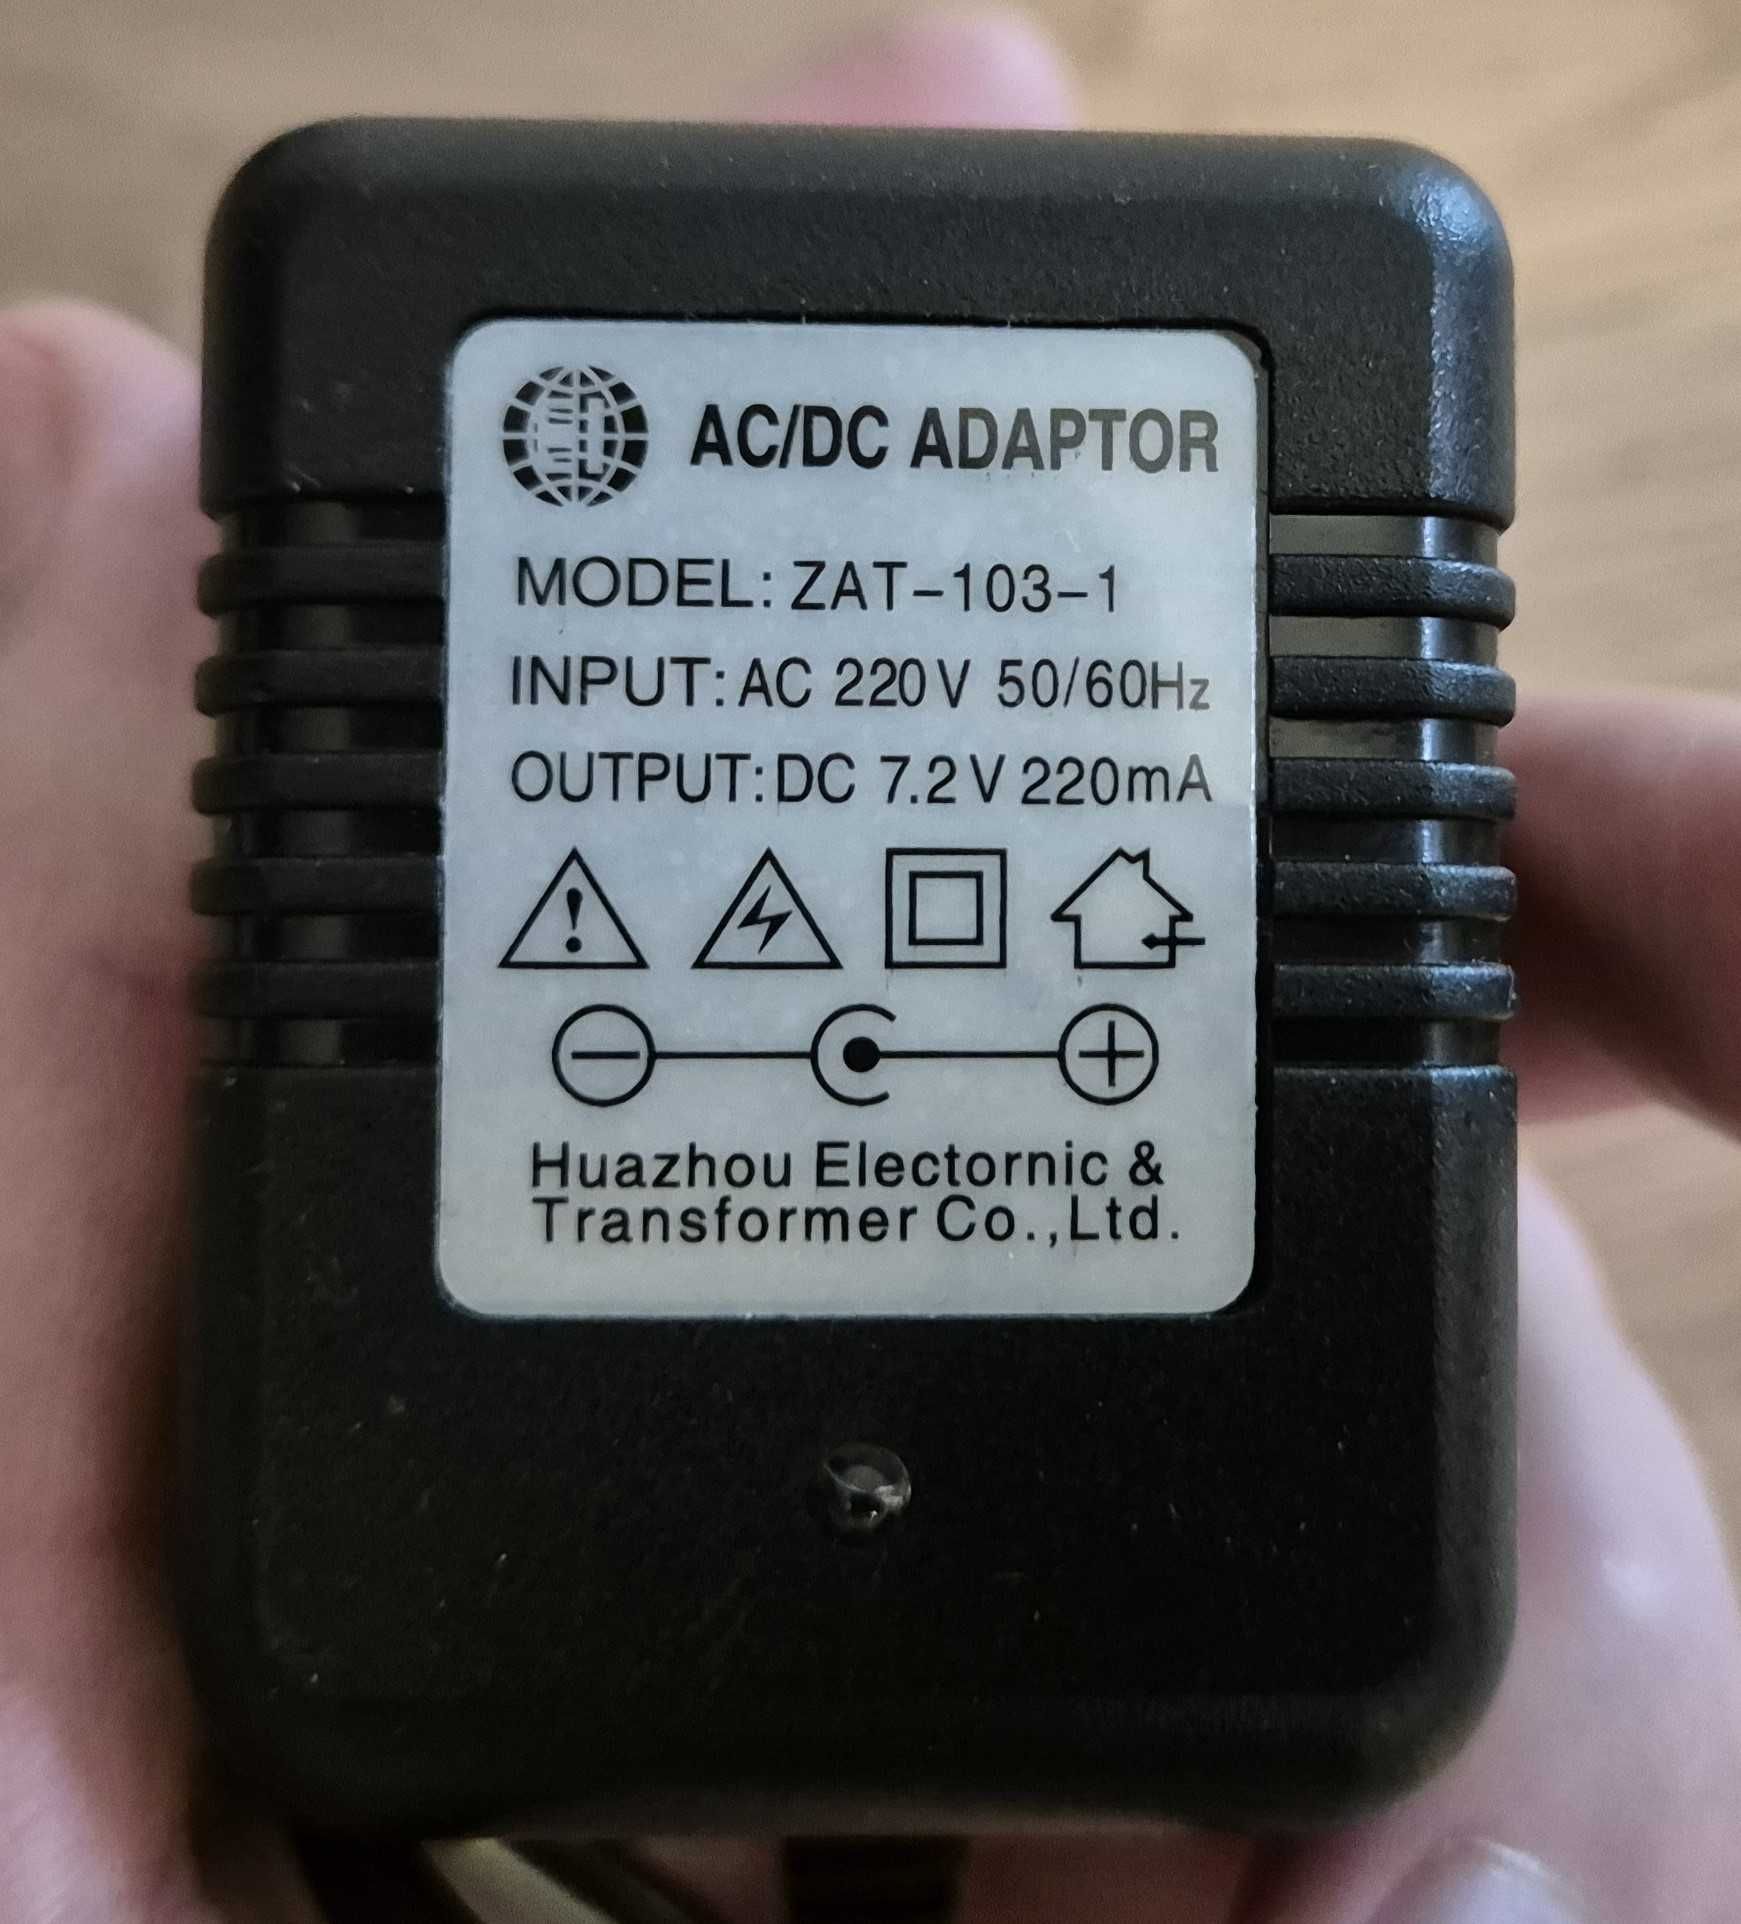 AC/DC ADAPTOR
MODEL: ZAT-103-1
INPUT: AC 220V 50/60Hz
OUTPUT: DC 7.2V 220mA
Huazhou Electornic &
Transformer Co.,Ltd.